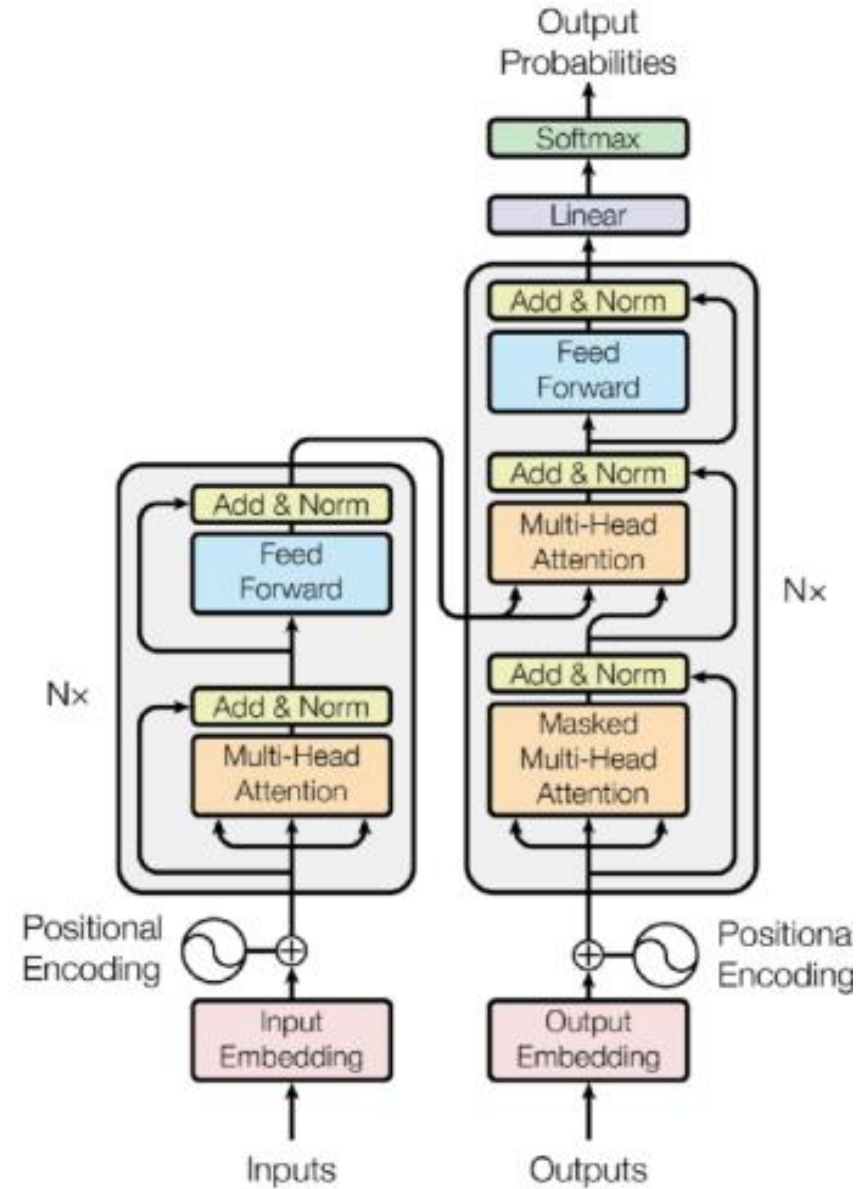 Output
Probabilities
Softmax
Linear
Add & Norm
Feed
Forward
Add & Norm
Multi-Head
Attention
Add & Norm
Masked
Multi-Head
Attention
Nx
Add & Norm
Feed
Forward
Add & Norm
Multi-Head
Attention
Nx
Positional
Encoding
Positional
Encoding
Input
Embedding
Output
Embedding
Inputs
Outputs